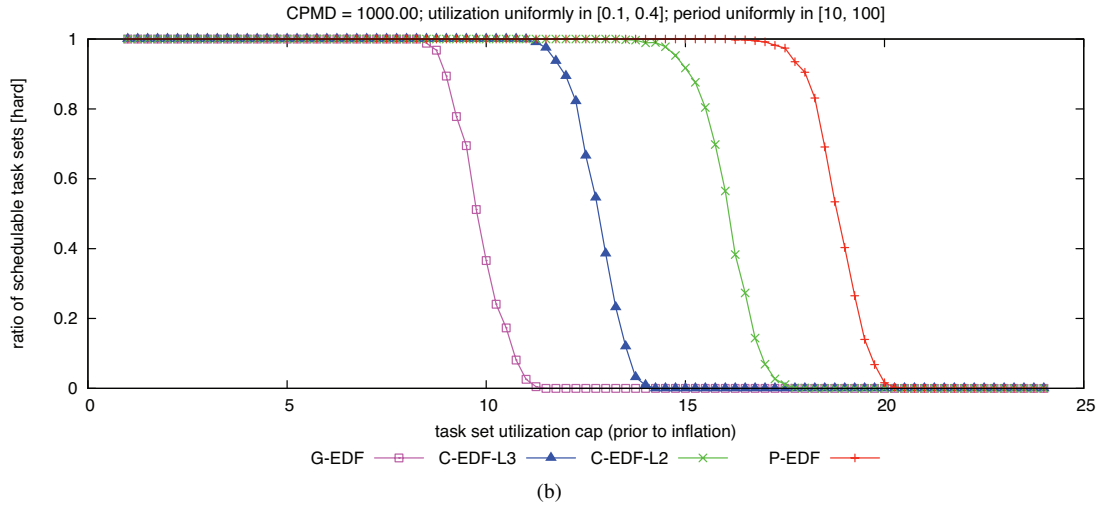 CPMD = 1000.00; utilization uniformly in [0.1, 0.4]; period uniformly in [10, 100]
ratio of schedulable task sets [hard]
1
0.8
0.6
0.4
0.2
0
0 5 10 15 20 25
task set utilization cap (prior to inflation)
G-EDF C-EDF-L3 C-EDF-L2 P-EDF
(b)